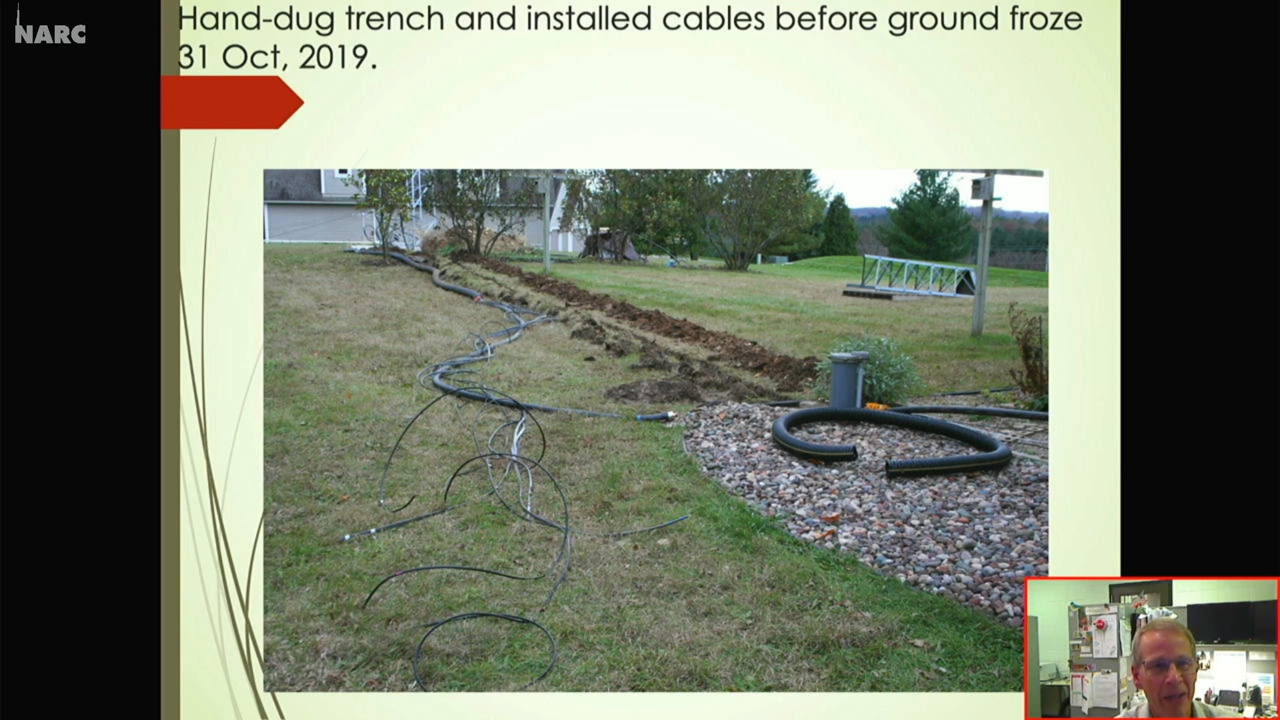 NARC
Hand-dug trench and installed cables before ground froze
31 Oct, 2019.